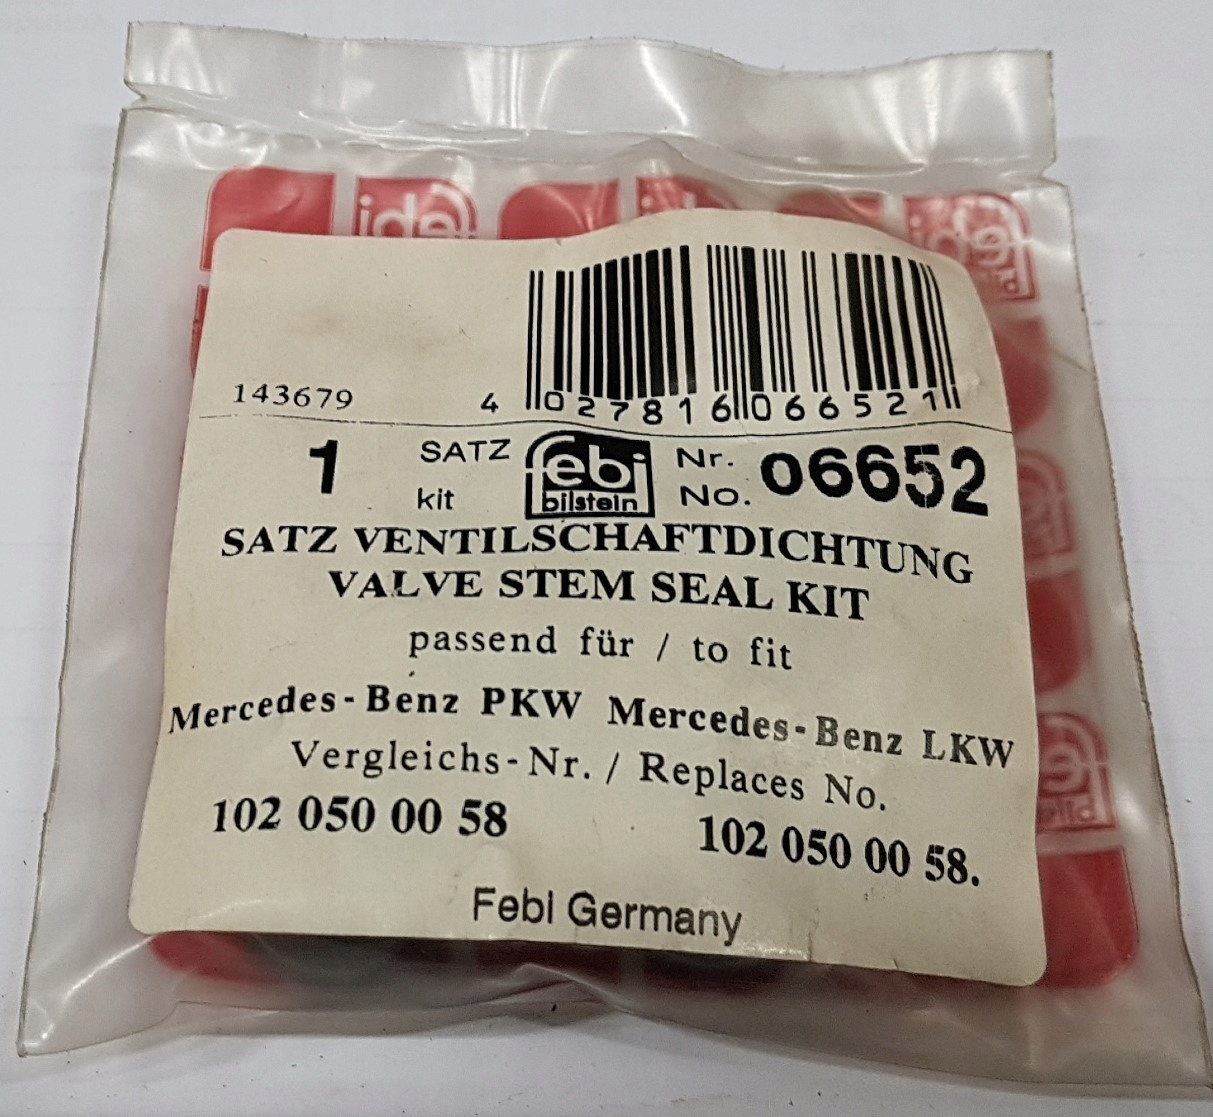 143679
4 027816 066521
1 SATZ kit febi bilstein Nr. No. 06652
SATZ VENTILSCHAFTDICHTUNG
VALVE STEM SEAL KIT
passend für / to fit
Mercedes-Benz PKW Mercedes-Benz LKW
Vergleichs-Nr. / Replaces No.
102 050 00 58 102 050 00 58.
Febi Germany